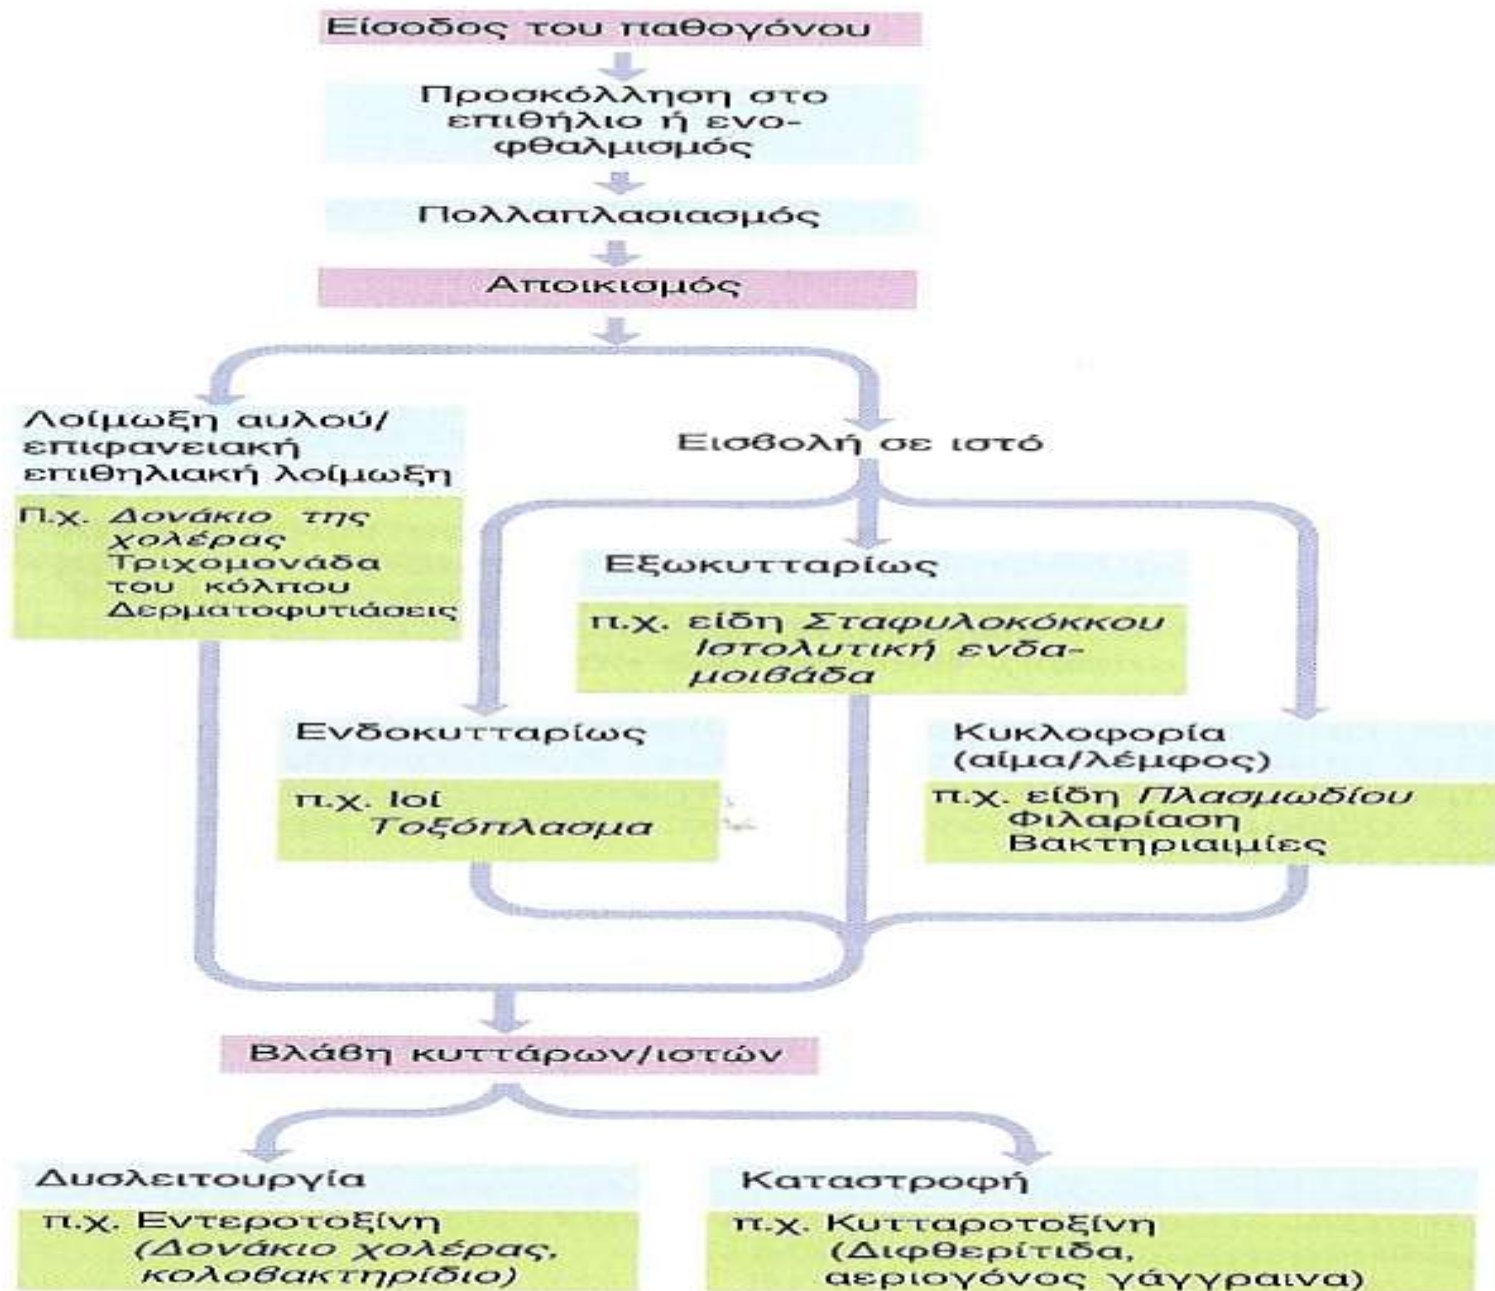 Είσοδος του παθογόνου
Προσκόλληση στο
επιθήλιο ή ενο-
φθαλμισμός
Πολλαπλασιασμός
Αποικισμός
Λοίμωξη αυλού/
επιφανειακή
επιθηλιακή λοίμωξη
Π.χ. Δονάκιο της
χολέρας
Τριχομονάδα
του κόλπου
Δερματοφυτιάσεις
Εισβολή σε ιστό
Εξωκυτταρίως
π.χ. είδη Σταφυλοκόκκου
Ιστολυτική ενδα-
μοιβάδα
Ενδοκυτταρίως
π.χ. Ιοί
Τοξόπλασμα
Κυκλοφορία
(αίμα/λέμφος)
π.χ. είδη Πλασμωδίου
Φιλαρίαση
Βακτηριαιμίες
Βλάβη κυττάρων/ιστών
Δυσλειτουργία
π.χ. Εντεροτοξίνη
(Δονάκιο χολέρας,
κολοβακτηρίδιο)
Καταστροφή
π.χ. Κυτταροτοξίνη
(Διφθερίτιδα,
αεριογόνος γάγγραινα)